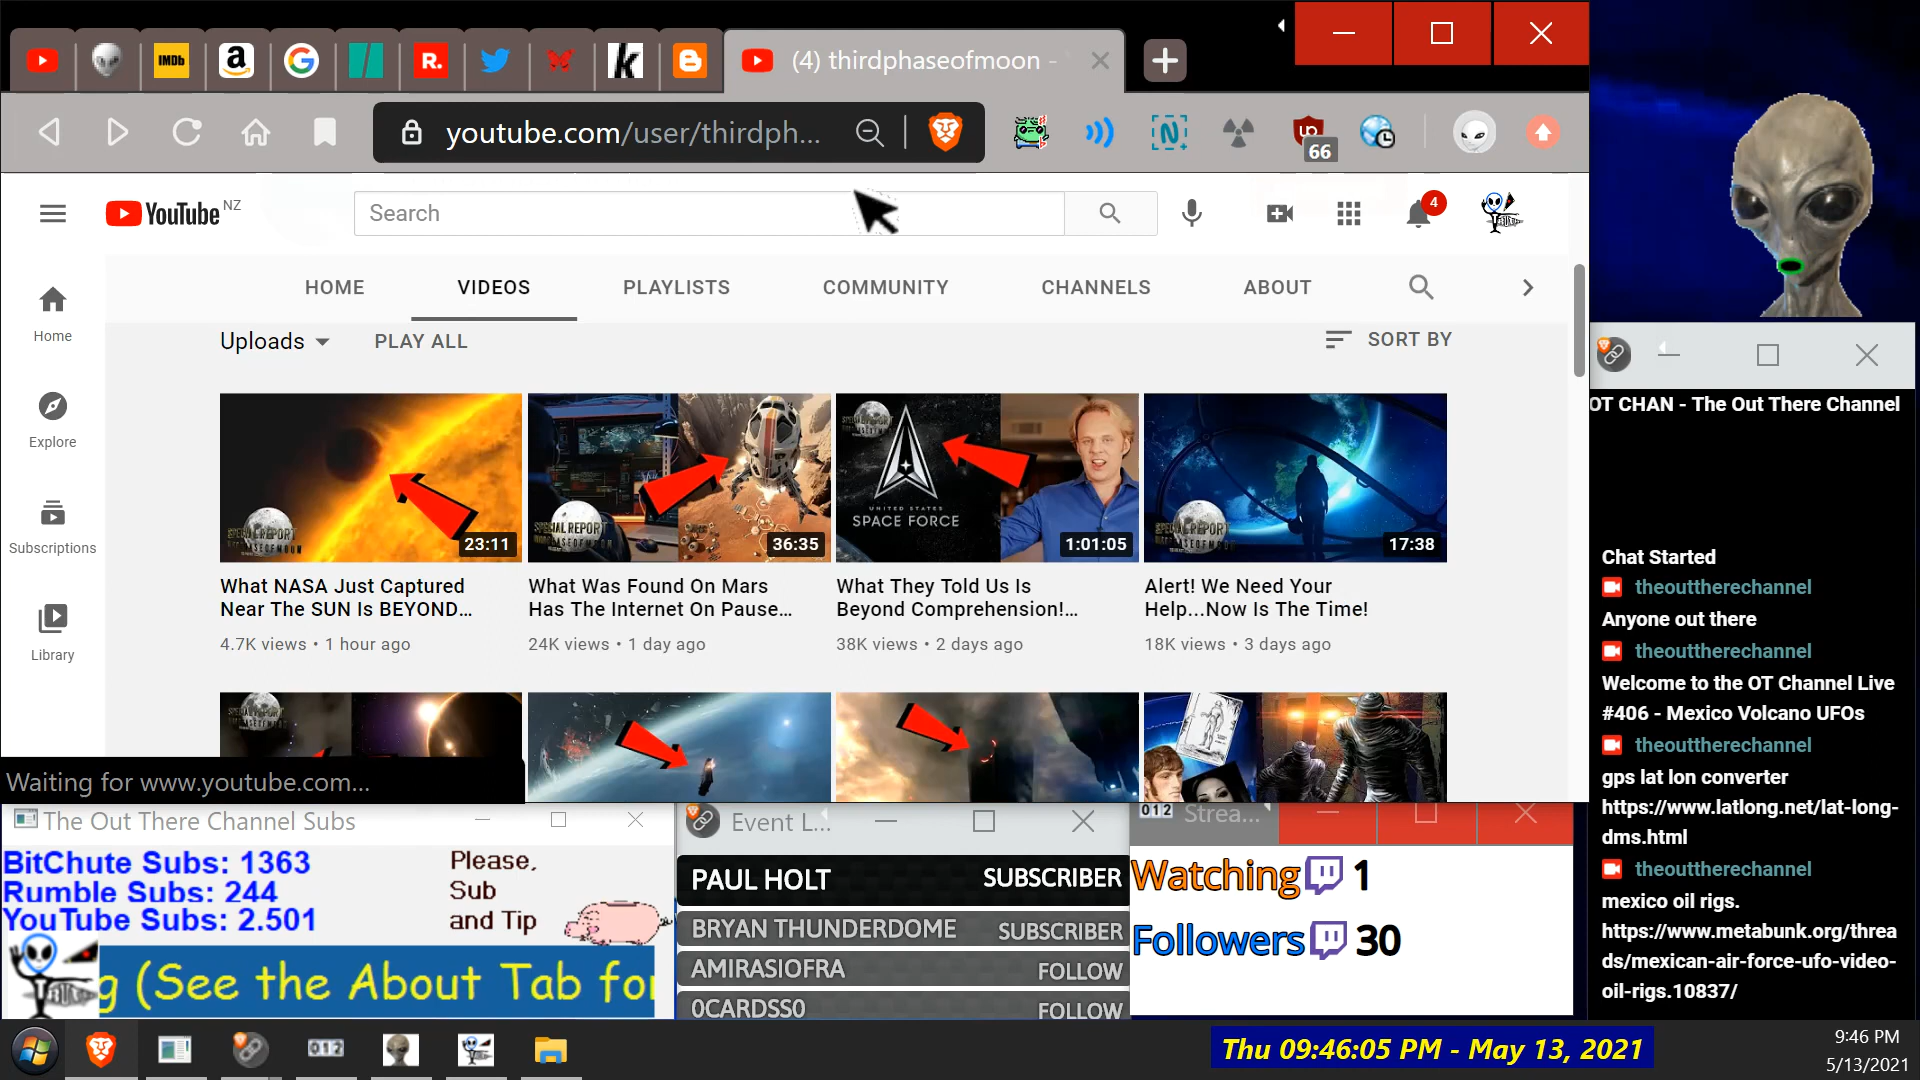 IMDb
a
R.
k
(4) thirdphaseofmoon -
youtube.com/user/thirdph...
N
66
YouTube NZ
Search
4
HOME
VIDEOS
PLAYLISTS
COMMUNITY
CHANNELS
ABOUT
Home
Explore
Subscriptions
Library
Uploads
PLAY ALL
SORT BY
23:11
SPECIAL REPORT
36:35
UNITED STATES
SPACE FORCE
1:01:05
17:38
What NASA Just Captured
Near The SUN Is BEYOND...
4.7K views • 1 hour ago
What Was Found On Mars
Has The Internet On Pause...
24K views • 1 day ago
What They Told Us Is
Beyond Comprehension!...
38K views • 2 days ago
Alert! We Need Your
Help...Now Is The Time!
18K views • 3 days ago
Waiting for www.youtube.com...
OT CHAN - The Out There Channel
Chat Started
theouttherechannel
Anyone out there
theouttherechannel
Welcome to the OT Channel Live
#406 - Mexico Volcano UFOs
theouttherechannel
gps lat lon converter
https://www.latlong.net/lat-long-
dms.html
theouttherechannel
mexico oil rigs.
https://www.metabunk.org/threa
ds/mexican-air-force-ufo-video-
oil-rigs.10837/
The Out There Channel Subs
BitChute Subs: 1363
Rumble Subs: 244
YouTube Subs: 2.501
Please,
Sub
and Tip
g (See the About Tab for
Event L...
PAUL HOLT SUBSCRIBER
BRYAN THUNDERDOME SUBSCRIBER
AMIRASIOFRA FOLLOW
0CARDSS0 FOLLOW
012 Strea...
Watching 1
Followers 30
012
Thu 09:46:05 PM - May 13, 2021
9:46 PM
5/13/2021